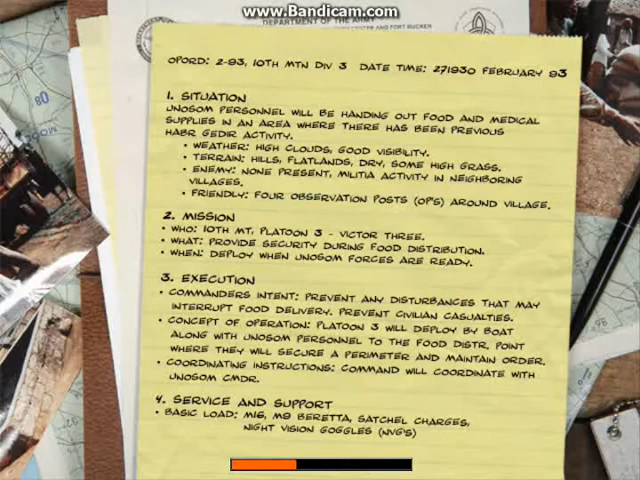 www.Bandicam.com
DEPARTMENT OF THE ARMY
CENTER AND FORT RUCKER
OPORD: 2-93, 10TH MTN DIV 3 DATE TIME: 271930 FEBRUARY 93
1. SITUATION
UNOSOM PERSONNEL WILL BE HANDING OUT FOOD AND MEDICAL
SUPPLIES IN AN AREA WHERE THERE HAS BEEN PREVIOUS
HABR GEDIR ACTIVITY.
• WEATHER: HIGH CLOUDS, GOOD VISIBILITY.
• TERRAIN: HILLS, FLATLANDS, DRY, SOME HIGH GRASS.
• ENEMY: NONE PRESENT, MILITIA ACTIVITY IN NEIGHBORING
VILLAGES.
• FRIENDLY: FOUR OBSERVATION POSTS (OP'S) AROUND VILLAGE.
2. MISSION
• WHO: 10TH MT, PLATOON 3 - VICTOR THREE.
• WHAT: PROVIDE SECURITY DURING FOOD DISTRIBUTION.
• WHEN: DEPLOY WHEN UNOSOM FORCES ARE READY.
3. EXECUTION
• COMMANDERS INTENT: PREVENT ANY DISTURBANCES THAT MAY
INTERRUPT FOOD DELIVERY. PREVENT CIVILIAN CASUALTIES.
• CONCEPT OF OPERATION: PLATOON 3 WILL DEPLOY BY BOAT
ALONG WITH UNOSOM PERSONNEL TO THE FOOD DISTR. POINT
WHERE THEY WILL SECURE A PERIMETER AND MAINTAIN ORDER.
• COORDINATING INSTRUCTIONS: COMMAND WILL COORDINATE WITH
UNOSOM CMDR.
4. SERVICE AND SUPPORT
• BASIC LOAD: M16, M9 BERETTA, SATCHEL CHARGES,
NIGHT VISION GOGGLES (NVG'S)